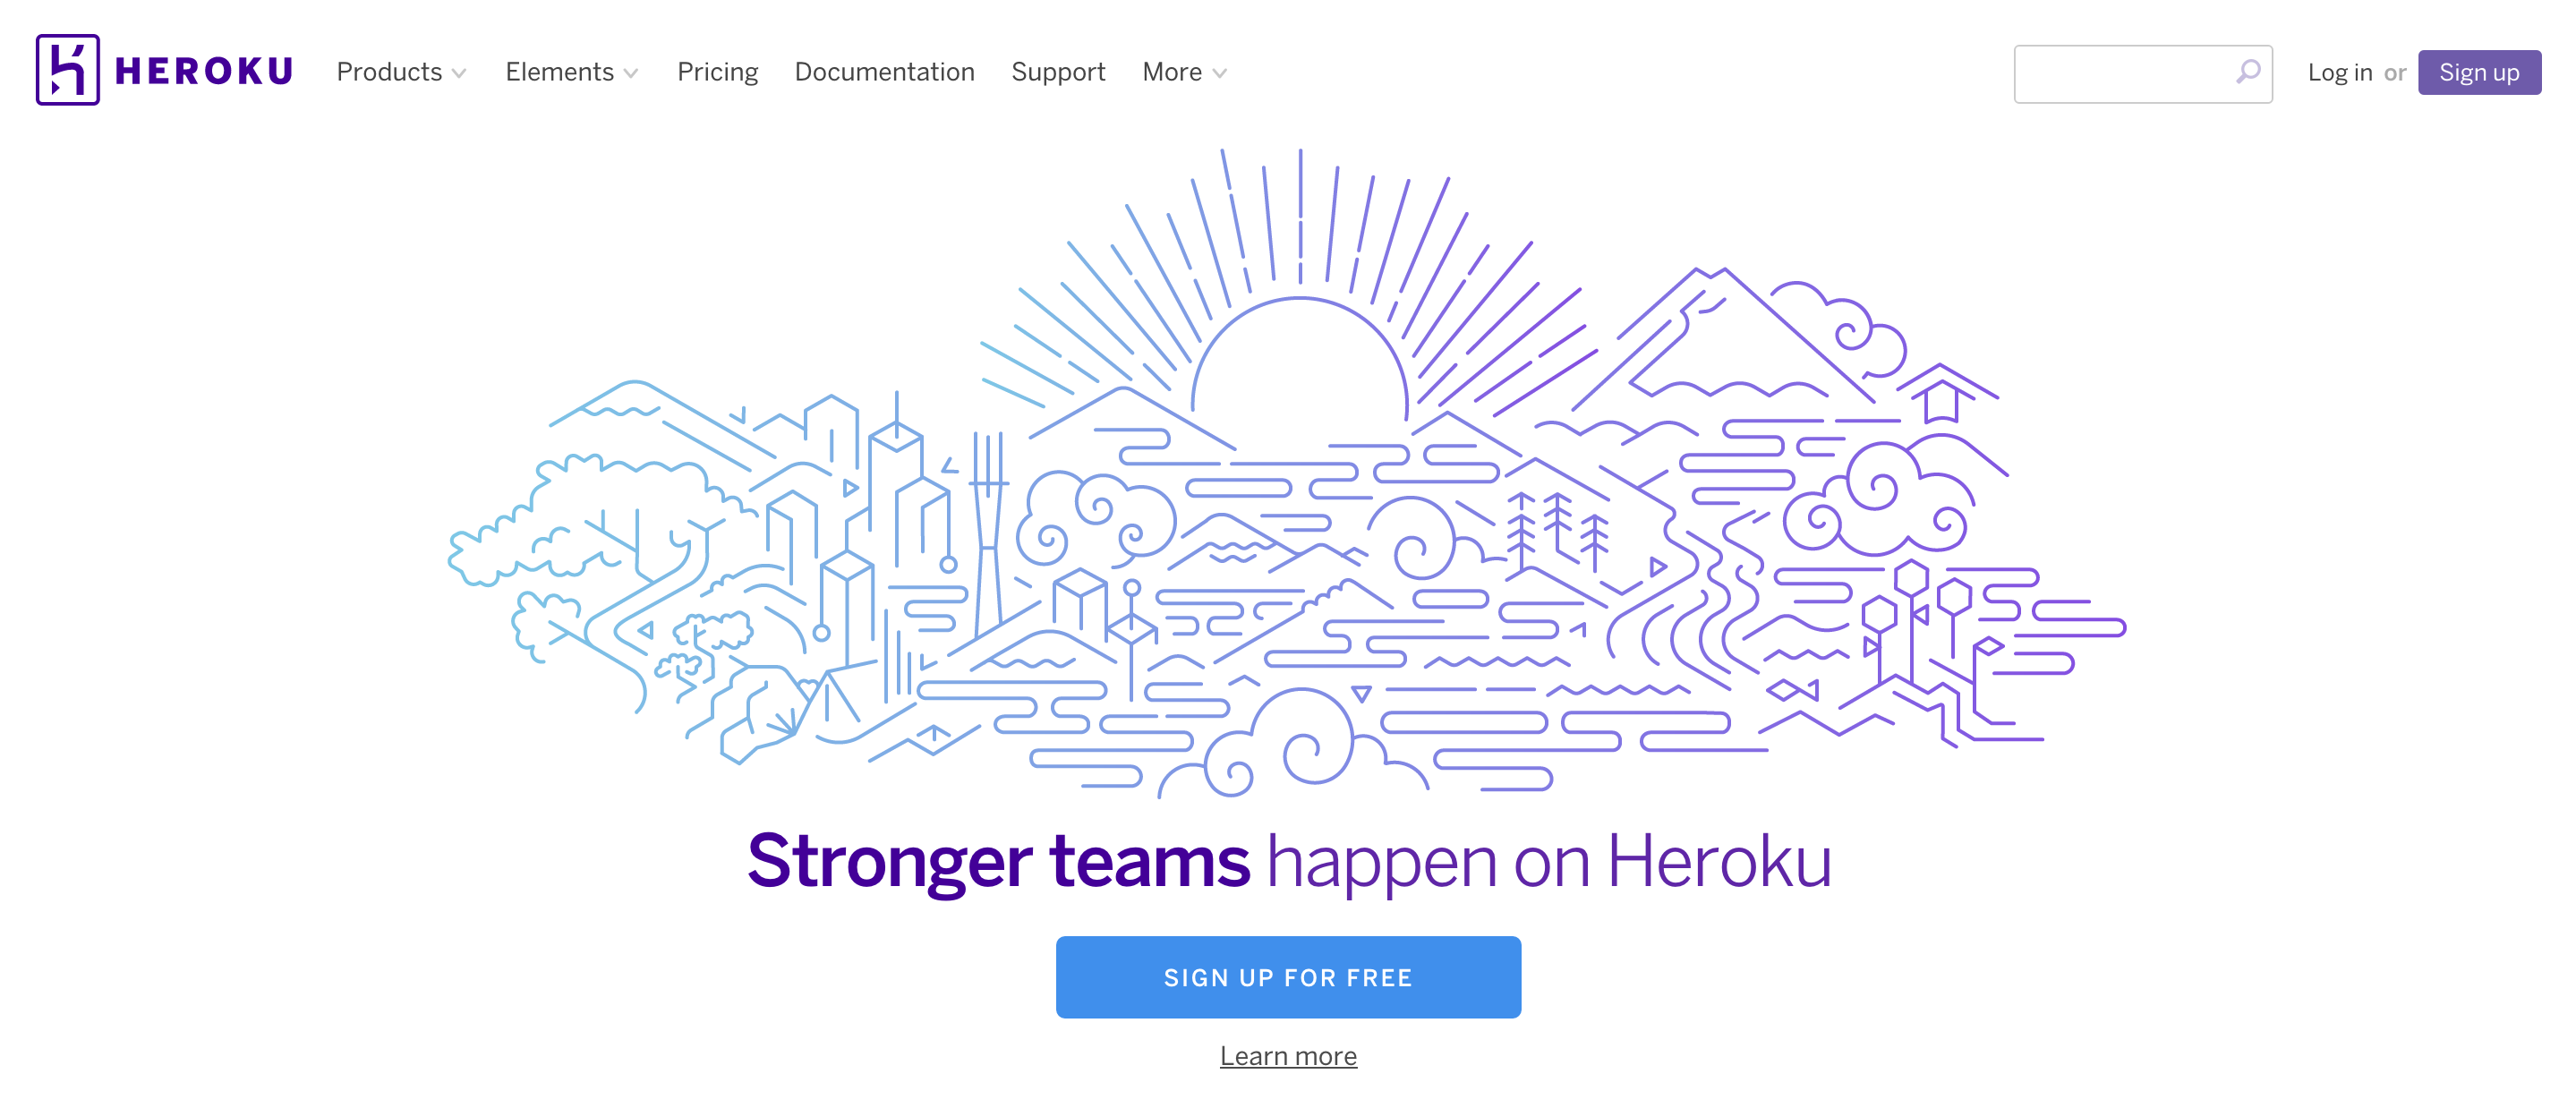 HEROKU Products Elements Pricing Documentation Support More Log in or Sign up
Stronger teams happen on Heroku
SIGN UP FOR FREE
Learn more